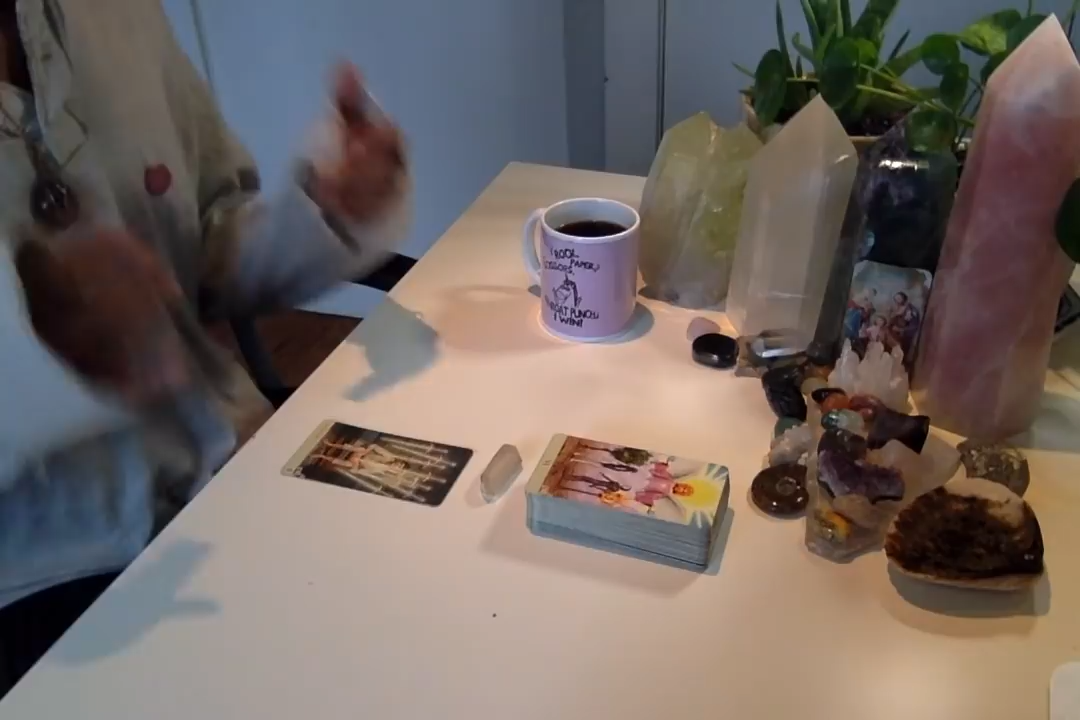 I ROCK,
PAPER,
SCISSORS,
THROAT PUNCH!
I WIN!